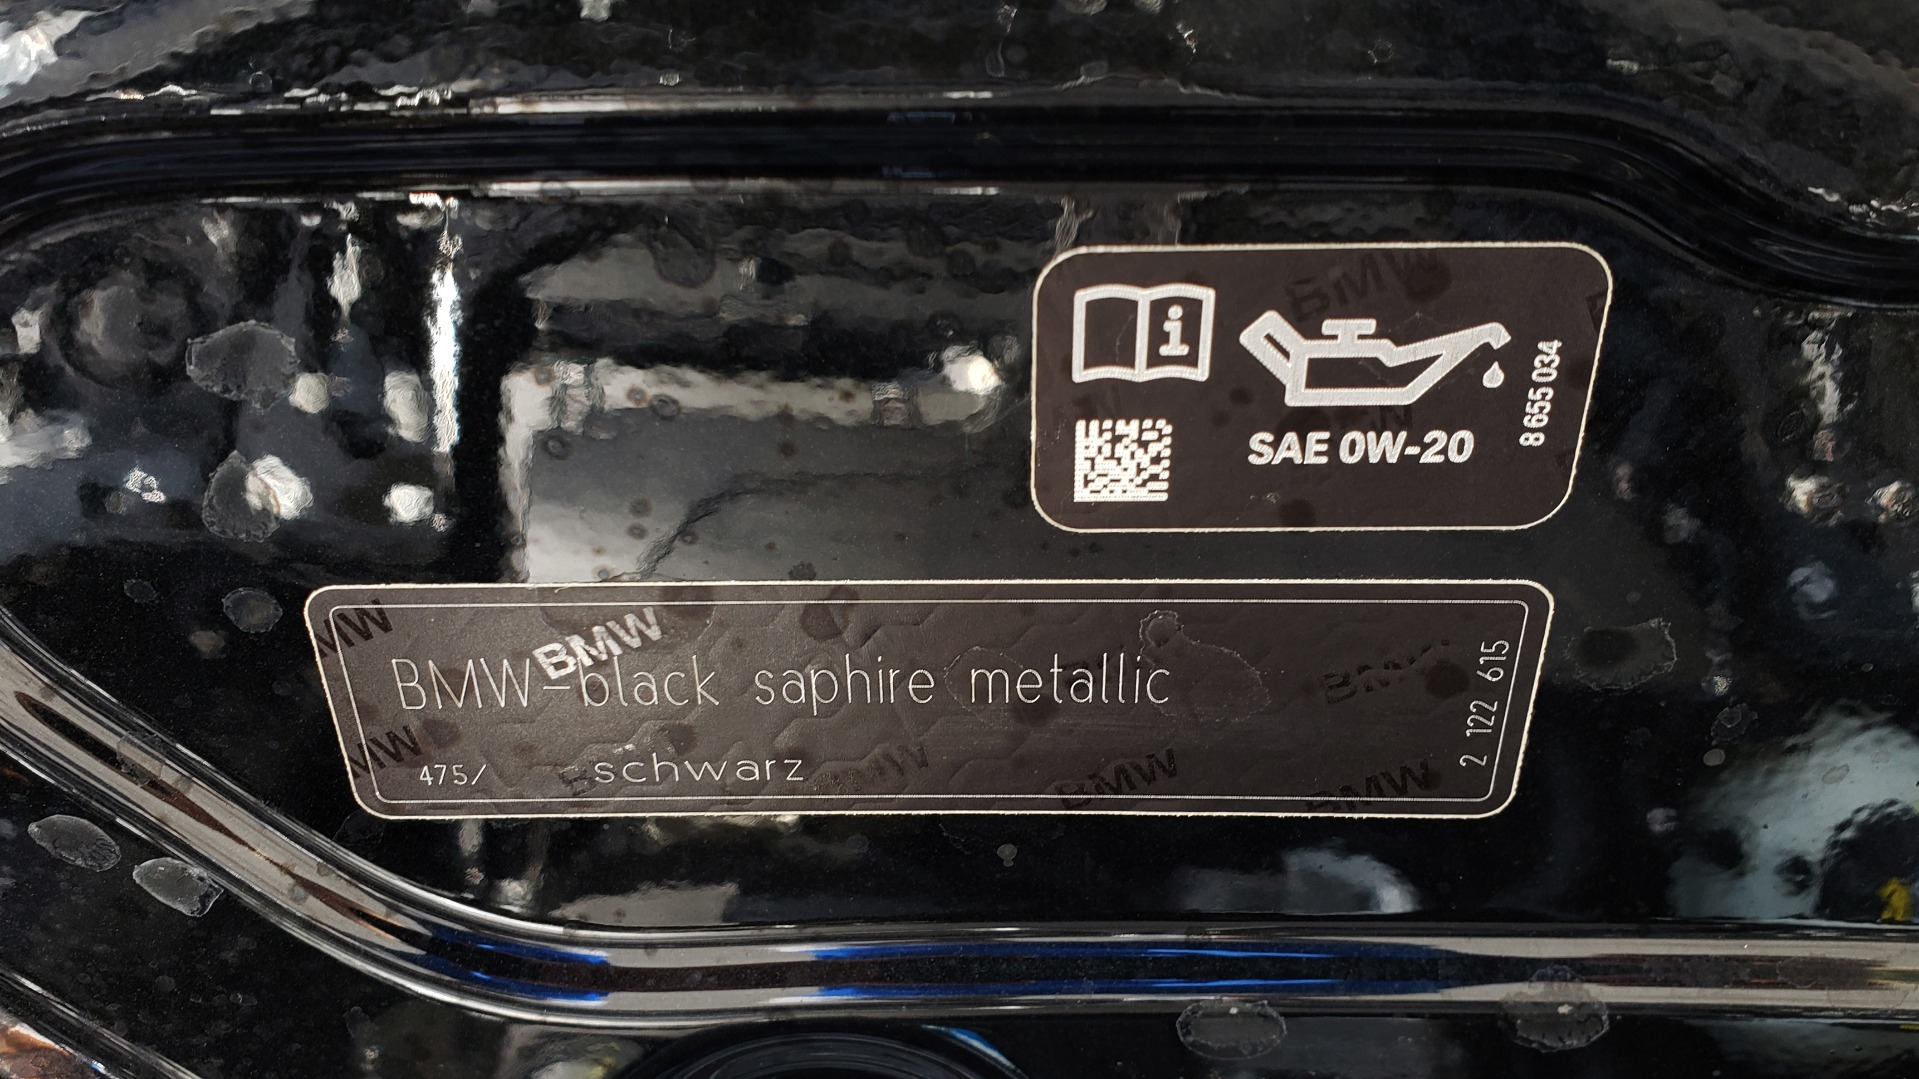 i
SAE 0W-20
8 655 034
BMW-black saphire metallic
475/ schwarz
2 122 615
BMW